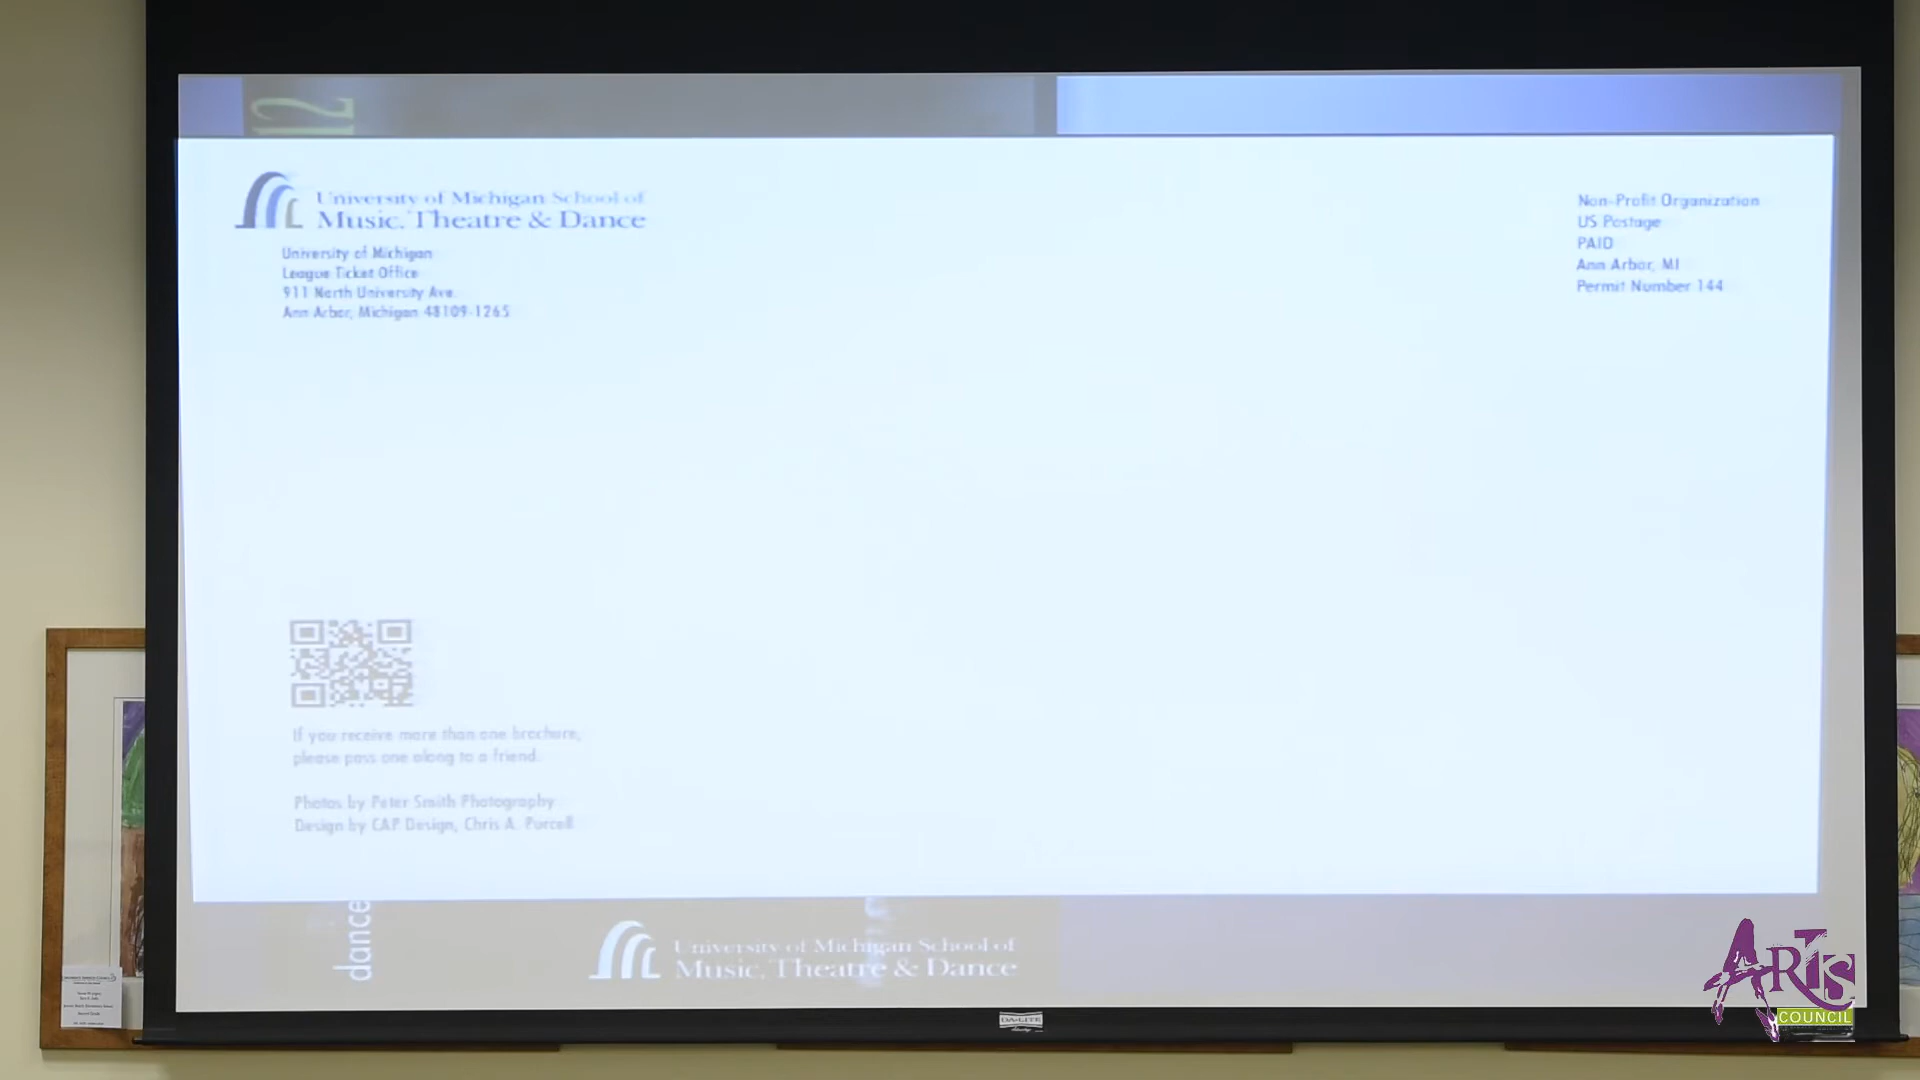 12
University of Michigan School of
Music, Theatre & Dance
University of Michigan
League Ticket Office
911 North University Ave.
Ann Arbor, Michigan 48109-1265
Non-Profit Organization
US Postage
PAID
Ann Arbor, MI
Permit Number 144
If you receive more than one brochure,
please pass one along to a friend.
Photos by Peter Smith Photography
Design by CAP Design, Chris A. Purcell
dance
University of Michigan School of
Music, Theatre & Dance
DA-LITE
ARTS
COUNCIL